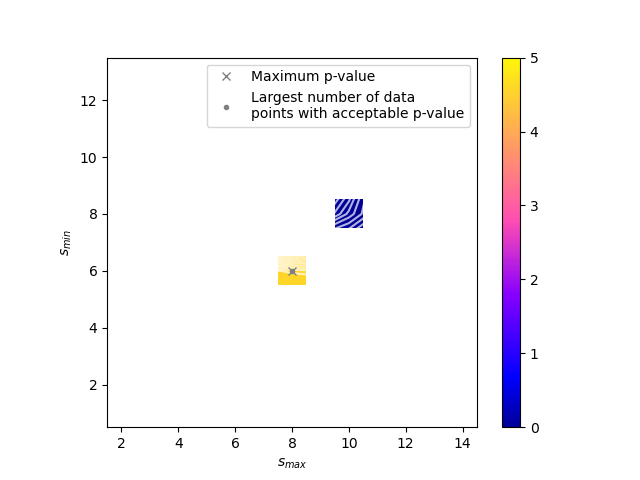 Maximum p-value
Largest number of data
points with acceptable p-value
12
10
8
6
4
2
s_min
2 4 6 8 10 12 14
s_max
5
4
3
2
1
0